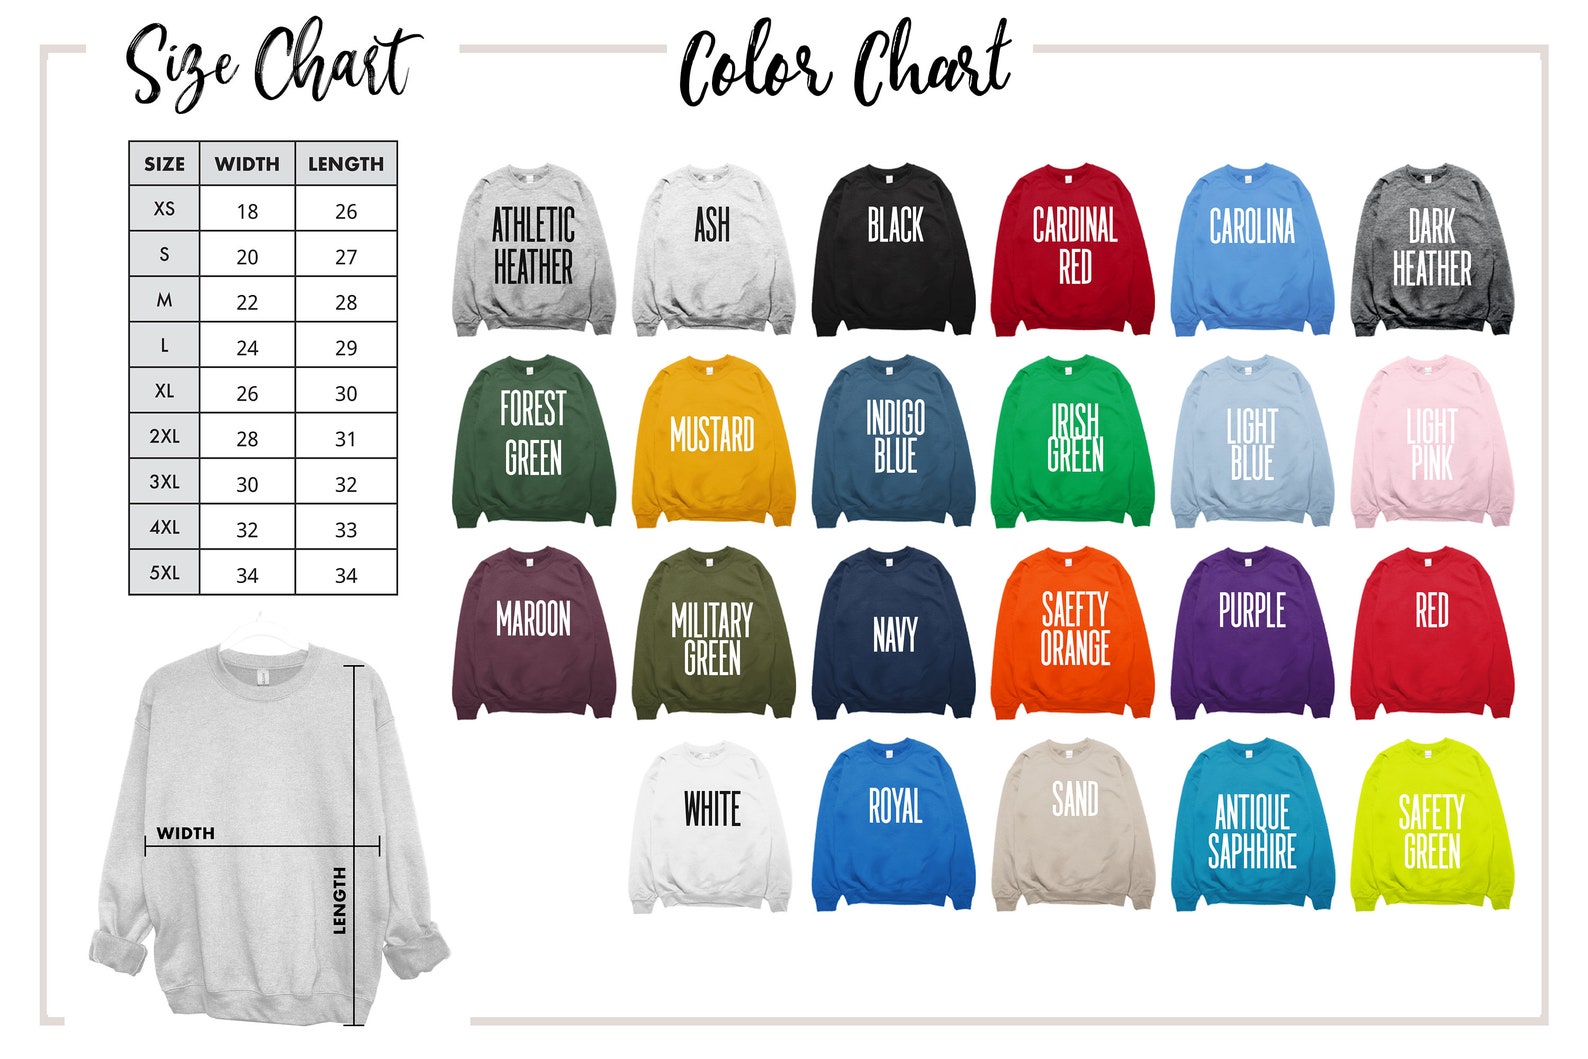 Size Chart
Color Chart
SIZE WIDTH LENGTH
XS 18 26
S 20 27
M 22 28
L 24 29
XL 26 30
2XL 28 31
3XL 30 32
4XL 32 33
5XL 34 34
WIDTH
LENGTH
ATHLETIC
HEATHER
ASH
BLACK
CARDINAL
RED
CAROLINA
DARK
HEATHER
FOREST
GREEN
MUSTARD
INDIGO
BLUE
IRISH
GREEN
LIGHT
BLUE
LIGHT
PINK
MAROON
MILITARY
GREEN
NAVY
SAEFTY
ORANGE
PURPLE
RED
WHITE
ROYAL
SAND
ANTIQUE
SAPHHIRE
SAFETY
GREEN